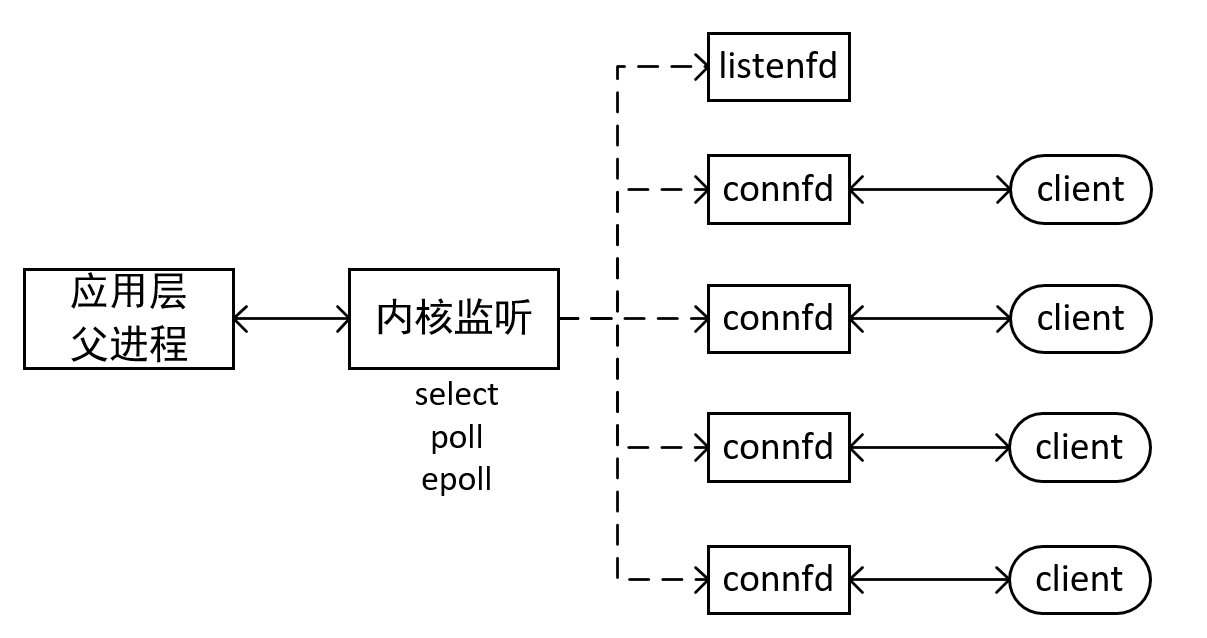 应用层
父进程
内核监听
select
poll
epoll
listenfd
connfd
client
connfd
client
connfd
client
connfd
client